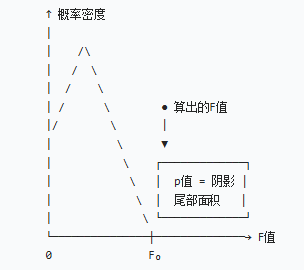 概率密度
算出的F值
p值 = 阴影
尾部面积
F值
0
F₀